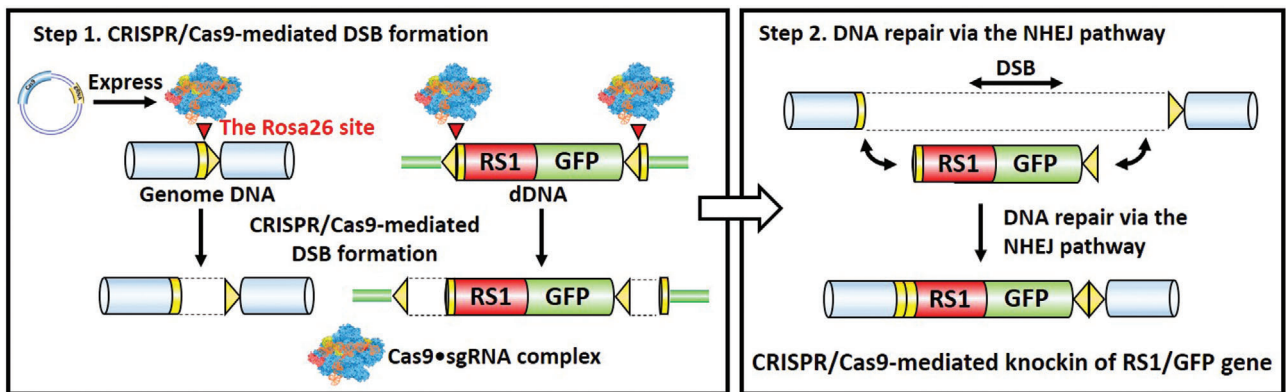 Step 1. CRISPR/Cas9-mediated DSB formation
Cas9
gRNA
Express
The Rosa26 site
RS1 GFP
Genome DNA
dDNA
CRISPR/Cas9-mediated
DSB formation
RS1 GFP
Cas9•sgRNA complex
Step 2. DNA repair via the NHEJ pathway
DSB
RS1 GFP
DNA repair via the
NHEJ pathway
RS1 GFP
CRISPR/Cas9-mediated knockin of RS1/GFP gene